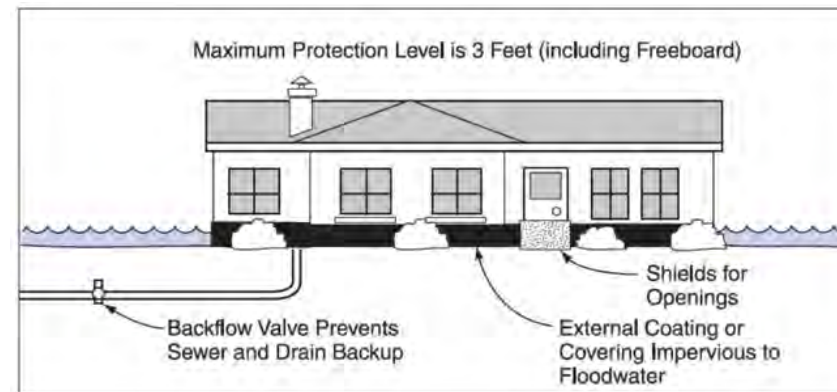 Maximum Protection Level is 3 Feet (including Freeboard)
Shields for
Openings
Backflow Valve Prevents
Sewer and Drain Backup
External Coating or
Covering Impervious to
Floodwater